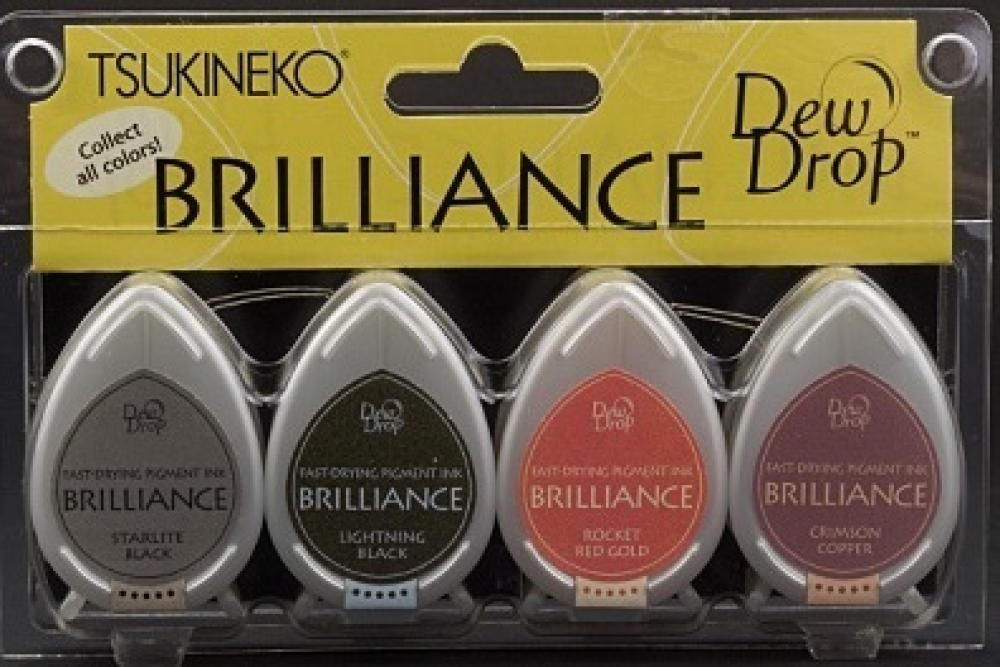 TSUKINEKO®
Collect
all colors!
BRILLIANCE
Dew
Drop™
Dew
Drop
FAST-DRYING PIGMENT INK
BRILLIANCE
STARLITE
BLACK
Dew
Drop
FAST-DRYING PIGMENT INK
BRILLIANCE
LIGHTNING
BLACK
Dew
Drop
FAST-DRYING PIGMENT INK
BRILLIANCE
ROCKET
RED GOLD
Dew
Drop
FAST-DRYING PIGMENT INK
BRILLIANCE
CRIMSON
COPPER